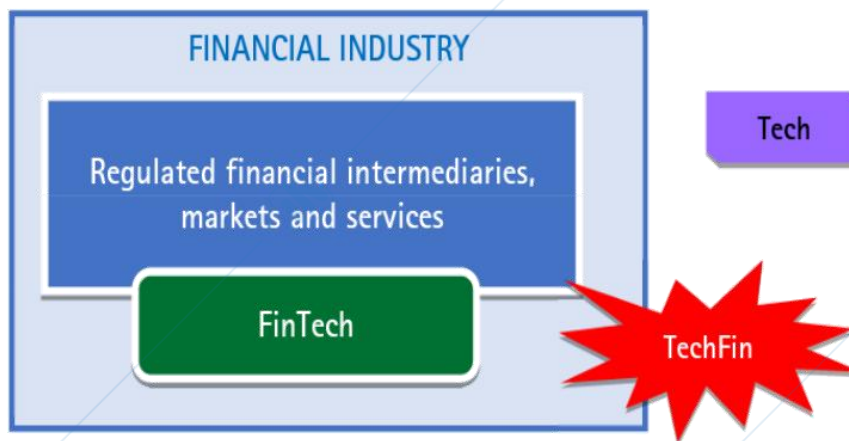 FINANCIAL INDUSTRY
Regulated financial intermediaries,
markets and services
Tech
FinTech
TechFin